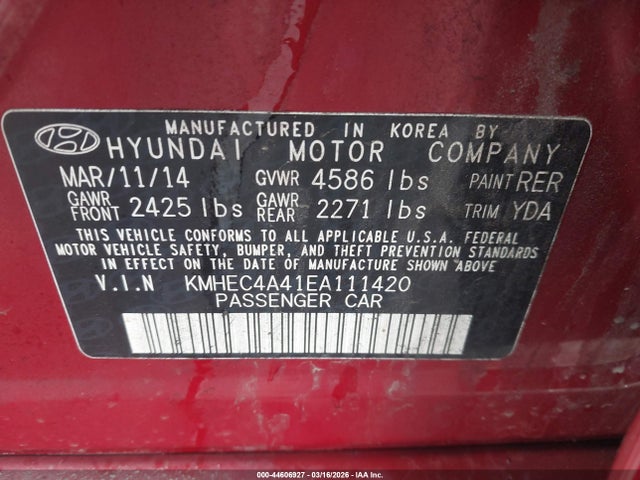 MANUFACTURED IN KOREA BY
HYUNDAI MOTOR COMPANY
MAR/11/14 GVWR 4586 lbs PAINT RER
GAWR FRONT 2425 lbs GAWR REAR 2271 lbs TRIM YDA
THIS VEHICLE CONFORMS TO ALL APPLICABLE U.S.A. FEDERAL
MOTOR VEHICLE SAFETY, BUMPER, AND THEFT PREVENTION STANDARDS
IN EFFECT ON THE DATE OF MANUFACTURE SHOWN ABOVE.
V.I.N KMHEC4A41EA111420
PASSENGER CAR
000-44606927 - 03/16/2026 - IAA, Inc.